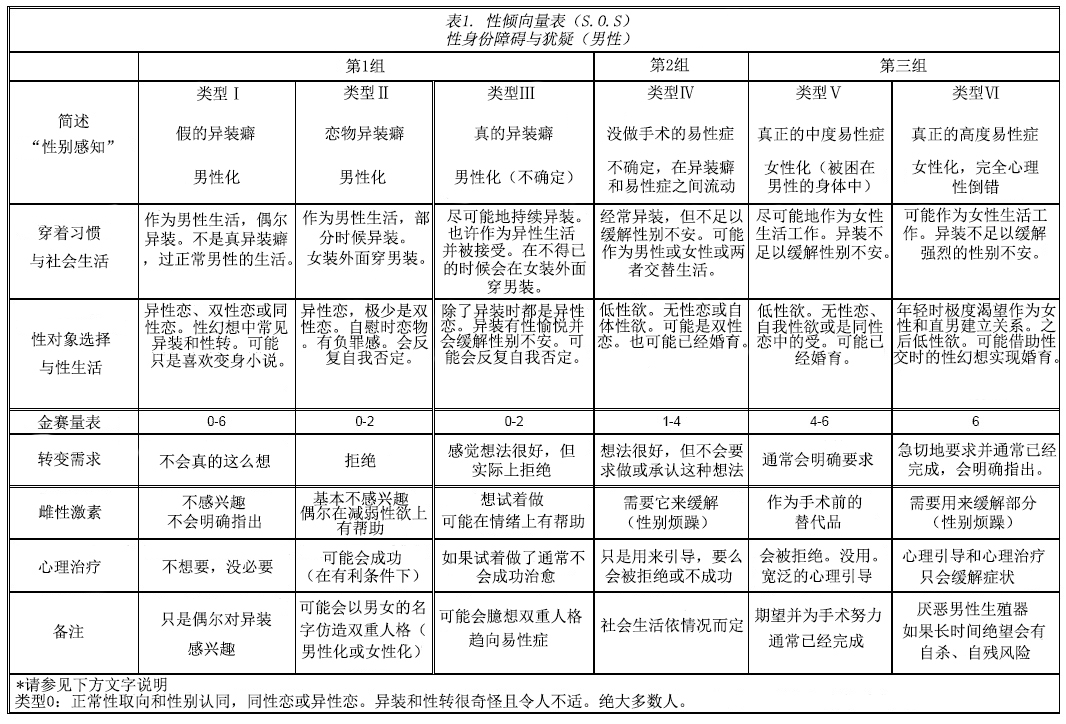 表1. 性倾向量表（S.O.S）
性身份障碍与犹疑（男性）
第1组
第2组
第三组
简述
“性别感知”
类型Ⅰ
假的异装癖
男性化
类型Ⅱ
恋物异装癖
男性化
类型Ⅲ
真的异装癖
男性化（不确定）
类型Ⅳ
没做手术的易性症
不确定，在异装癖
和易性症之间流动
类型Ⅴ
真正的中度易性症
女性化（被困在
男性的身体中）
类型Ⅵ
真正的高度易性症
女性化，完全心理
性倒错
穿着习惯
与社会生活
作为男性生活，偶尔
异装。不是真异装癖
，过正常男性的生活。
作为男性生活，部
分时候异装。
女装外面穿男装。
尽可能地持续异装。
也许作为异性生活
并被接受。在不得已
的时候会在女装外面
穿男装。
经常异装，但不足以
缓解性别不安。可能
作为男性或女性或两
者交替生活。
尽可能地作为女性
生活工作。异装不
足以缓解性别不安。
可能作为女性生活工
作。异装不足以缓解
强烈的性别不安。
性对象选择
与性生活
异性恋、双性恋或同
性恋。性幻想中常见
异装和性转。可能
只是喜欢变身小说。
异性恋，极少是双
性恋。自慰时恋物
。有负罪感。会反
复自我否定。
除了异装时都是异性
恋。异装有性愉悦并
会缓解性别不安。可
能会反复自我否定。
低性欲。无性恋或自
体性欲。可能是双性
恋。也可能已经婚育。
低性欲。无性恋、
自我性欲或是同性
恋中的受。可能已
经婚育。
年轻时极度渴望作为女
性和直男建立关系。之
后低性欲。可能借助性
交时的性幻想实现婚育。
金赛量表
0-6
0-2
0-2
1-4
4-6
6
转变需求
不会真的这么想
拒绝
感觉想法很好，但
实际上拒绝
想法很好，但不会要
求做或承认这种想法
通常会明确要求
急切地要求并通常已经
完成，会明确指出。
雌性激素
不感兴趣
不会明确指出
基本不感兴趣
偶尔在减弱性欲上
有帮助
想试着做
可能在情绪上有帮助
需要它来缓解
（性别烦躁）
作为手术前的
替代品
需要用来缓解部分
（性别烦躁）
心理治疗
不想要，没必要
可能会成功
（在有利条件下）
如果试着做了通常不
会成功治愈
只是用来引导，要么
会被拒绝或不成功
会被拒绝。没用。
宽泛的心理引导
心理引导和心理治疗
只会缓解症状
备注
只是偶尔对异装
感兴趣
可能会以男女的名
字仿造双重人格（
男性化或女性化）
可能会臆想双重人格
趋向易性症
社会生活依情况而定
期望并为手术努力
通常已经完成
厌恶男性生殖器
如果长时间绝望会有
自杀、自残风险
*请参见下方文字说明
类型0：正常性取向和性别认同，同性恋或异性恋。异装和性转很奇怪且令人不适。绝大多数人。